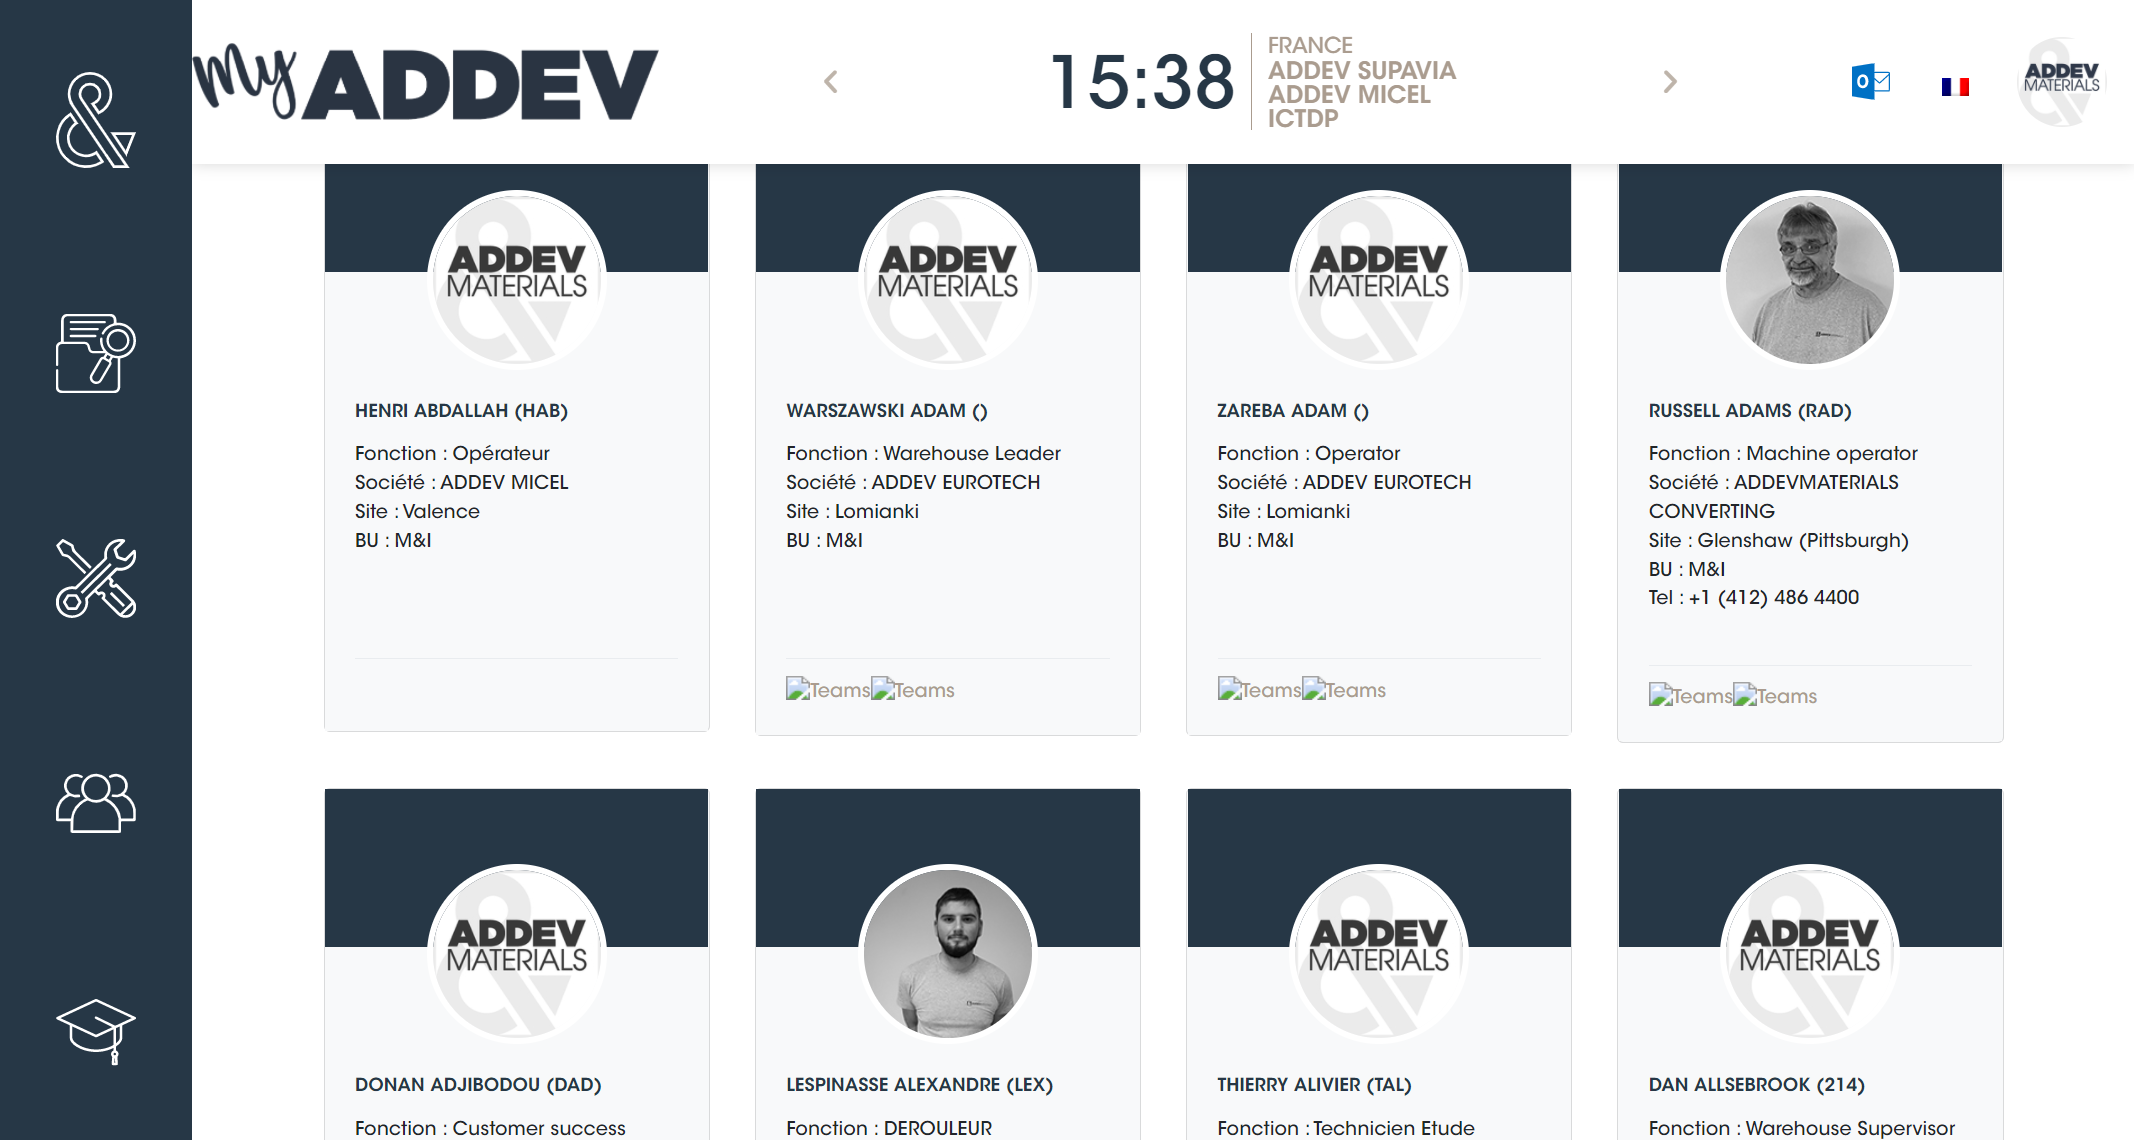 my ADDEV
15:38
FRANCE
ADDEV SUPAVIA
ADDEV MICEL
ICTDP
O
ADDEV
MATERIALS
ADDEV
MATERIALS
ADDEV
MATERIALS
ADDEV
MATERIALS
HENRI ABDALLAH (HAB)
Fonction : Opérateur
Société : ADDEV MICEL
Site : Valence
BU : M&I
WARSZAWSKI ADAM ()
Fonction : Warehouse Leader
Société : ADDEV EUROTECH
Site : Lomianki
BU : M&I
Teams Teams
ZAREBA ADAM ()
Fonction : Operator
Société : ADDEV EUROTECH
Site : Lomianki
BU : M&I
Teams Teams
RUSSELL ADAMS (RAD)
Fonction : Machine operator
Société : ADDEVMATERIALS
CONVERTING
Site : Glenshaw (Pittsburgh)
BU : M&I
Tel : +1 (412) 486 4400
Teams Teams
ADDEV
MATERIALS
DONAN ADJIBODOU (DAD)
Fonction : Customer success
LESPINASSE ALEXANDRE (LEX)
Fonction : DEROULEUR
ADDEV
MATERIALS
THIERRY ALIVIER (TAL)
Fonction : Technicien Etude
ADDEV
MATERIALS
DAN ALLSEBROOK (214)
Fonction : Warehouse Supervisor